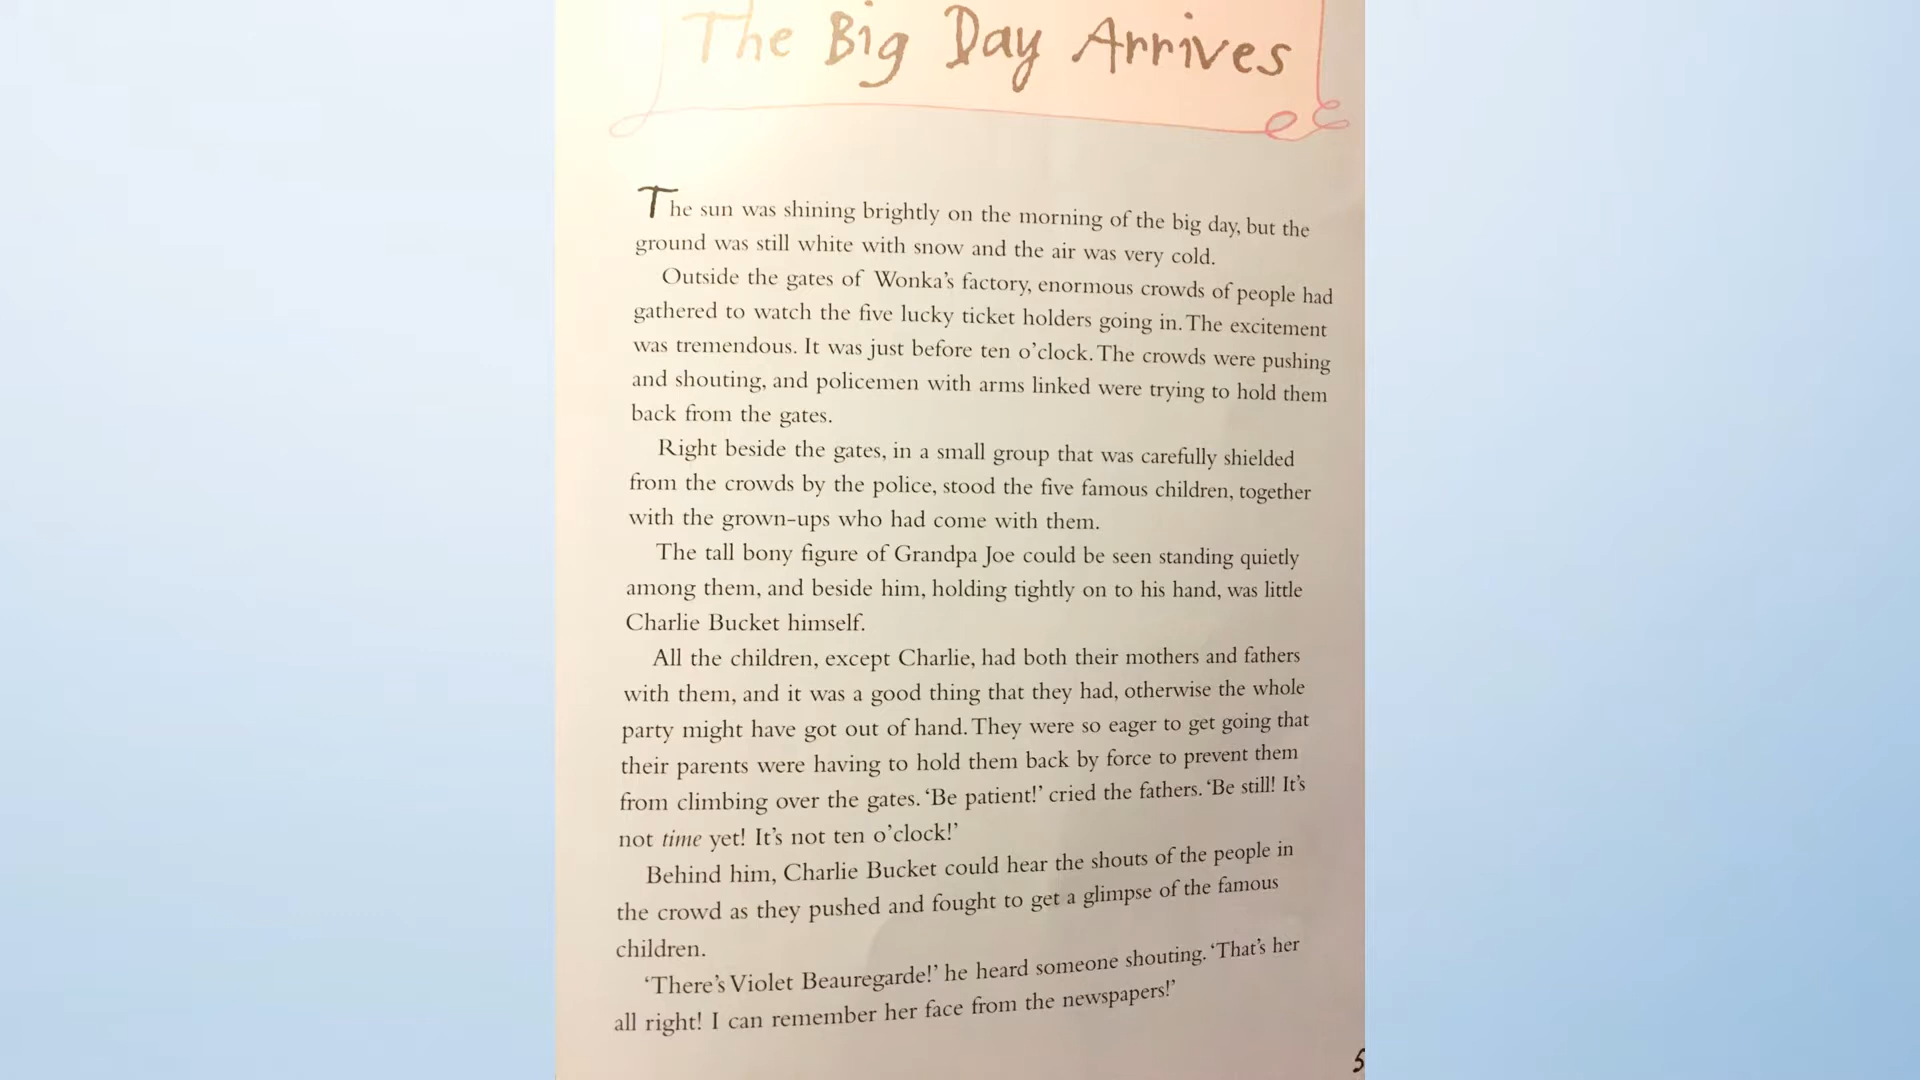 The Big Day Arrives
The sun was shining brightly on the morning of the big day, but the
ground was still white with snow and the air was very cold.
Outside the gates of Wonka's factory, enormous crowds of people had
gathered to watch the five lucky ticket holders going in. The excitement
was tremendous. It was just before ten o'clock. The crowds were pushing
and shouting, and policemen with arms linked were trying to hold them
back from the gates.
Right beside the gates, in a small group that was carefully shielded
from the crowds by the police, stood the five famous children, together
with the grown-ups who had come with them.
The tall bony figure of Grandpa Joe could be seen standing quietly
among them, and beside him, holding tightly on to his hand, was little
Charlie Bucket himself.
All the children, except Charlie, had both their mothers and fathers
with them, and it was a good thing that they had, otherwise the whole
party might have got out of hand. They were so eager to get going that
their parents were having to hold them back by force to prevent them
from climbing over the gates. 'Be patient!' cried the fathers. 'Be still! It's
not time yet! It's not ten o'clock!'
Behind him, Charlie Bucket could hear the shouts of the people in
the crowd as they pushed and fought to get a glimpse of the famous
children.
'There's Violet Beauregarde!' he heard someone shouting. 'That's her
all right! I can remember her face from the newspapers!'
5